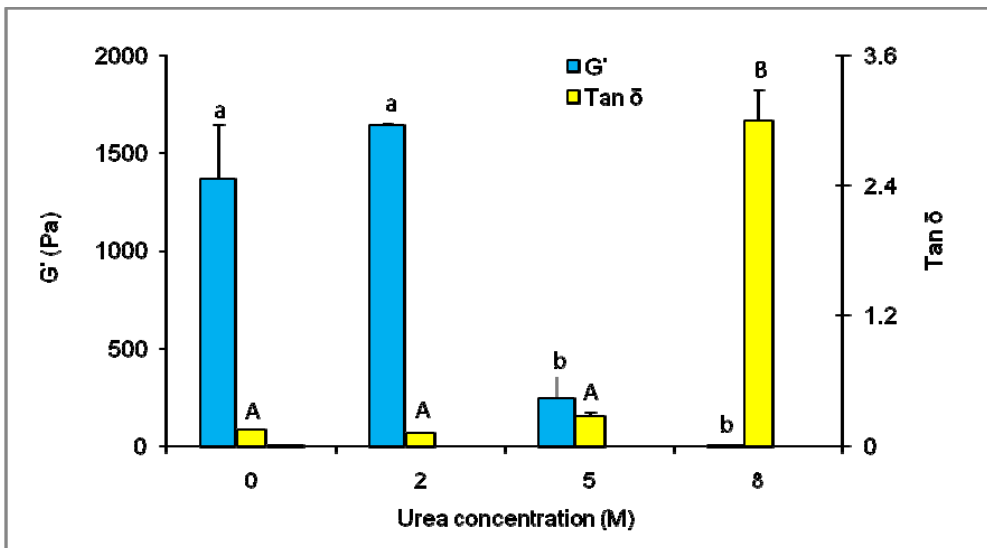 2000
1500
1000
500
0
G' (Pa)
G'
Tan δ
a
A
a
A
b
A
b
B
3.6
2.4
1.2
0
Tan δ
0
2
5
8
Urea concentration (M)